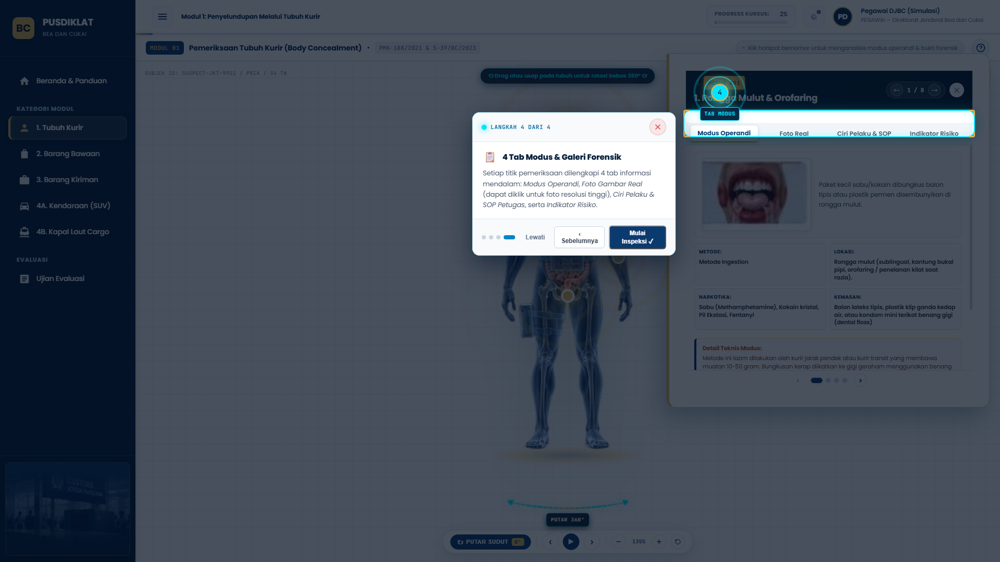 BC
PUSDIKLAT
BEA DAN CUKAI
Beranda & Panduan
KATEGORI MODUL
1. Tubuh Kurir
2. Barang Bawaan
3. Barang Kiriman
4A. Kendaraan (SUV)
4B. Kapal Laut Cargo
EVALUASI
Ujian Evaluasi
CUSTOMS
BORDER PROTECTION
Modul 1: Penyelundupan Melalui Tubuh Kurir
PROGRESS KURSUS: 2%
PD
Pegawai DJBC (Simulasi)
PEGAWAI — Direktorat Jenderal Bea dan Cukai
MODUL 01
Pemeriksaan Tubuh Kurir (Body Concealment) •
PMK-188/2021 & S-39/BC/2023
Klik hotspot bernomor untuk menganalisis modus operandi & bukti forensik
SUBJEK ID: SUSPECT-JKT-9921 / PRIA / 34 TH
Drag atau usap pada tubuh untuk rotasi bebas 360°
LANGKAH 4 DARI 4
4 Tab Modus & Galeri Forensik
Setiap titik pemeriksaan dilengkapi 4 tab informasi
mendalam: Modus Operandi, Foto Gambar Real
(dapat diklik untuk foto resolusi tinggi), Ciri Pelaku &
SOP Petugas, serta Indikator Risiko.
Lewati
‹
Sebelumnya
Mulai
Inspeksi ✓
4
1. Rongga Mulut & Orofaring
← 1 / 8 →
TAB MODUS
Modus Operandi
Foto Real
Ciri Pelaku & SOP
Indikator Risiko
Paket kecil sabu/kokain dibungkus balon
tipis atau plastik permen disembunyikan di
rongga mulut.
METODE:
Metode Ingestion
LOKASI:
Rongga mulut (sublingual, kantung bukal
pipi, orofaring / penelanan kilat saat
razia).
NARKOTIKA:
Sabu (Methamphetamine), Kokain kristal,
Pil Ekstasi, Fentanyl
KEMASAN:
Balon lateks tipis, plastik klip ganda kedap
air, atau kondom mini terikat benang gigi
(dental floss)
Detail Teknis Modus:
Metode ini lazim dilakukan oleh kurir jarak pendek atau kurir transit yang membawa
muatan 10-50 gram. Bungkusan kerap diikatkan ke gigi geraham menggunakan benang
PUTAR 360°
PUTAR SUDUT 0°
135%